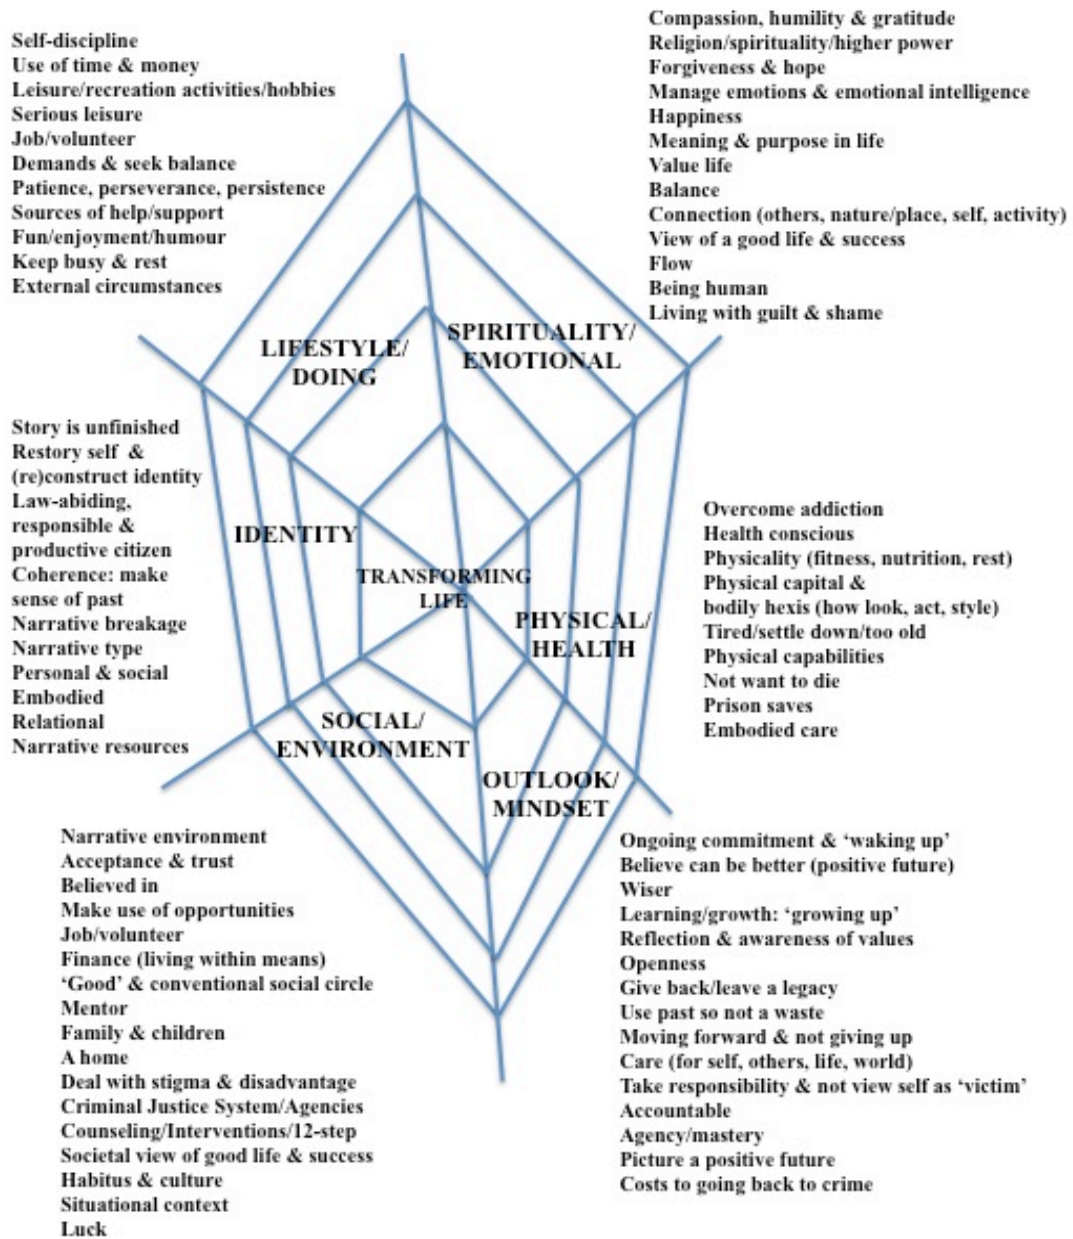 Self-discipline
Use of time & money
Leisure/recreation activities/hobbies
Serious leisure
Job/volunteer
Demands & seek balance
Patience, perseverance, persistence
Sources of help/support
Fun/enjoyment/humour
Keep busy & rest
External circumstances
Compassion, humility & gratitude
Religion/spirituality/higher power
Forgiveness & hope
Manage emotions & emotional intelligence
Happiness
Meaning & purpose in life
Value life
Balance
Connection (others, nature/place, self, activity)
View of a good life & success
Flow
Being human
Living with guilt & shame
LIFESTYLE/
DOING
SPIRITUALITY/
EMOTIONAL
Story is unfinished
Restory self &
(re)construct identity
Law-abiding,
responsible &
productive citizen
Coherence: make
sense of past
Narrative breakage
Narrative type
Personal & social
Embodied
Relational
Narrative resources
IDENTITY
TRANSFORMING
LIFE
PHYSICAL/
HEALTH
Overcome addiction
Health conscious
Physicality (fitness, nutrition, rest)
Physical capital &
bodily hexis (how look, act, style)
Tired/settle down/too old
Physical capabilities
Not want to die
Prison saves
Embodied care
SOCIAL/
ENVIRONMENT
OUTLOOK/
MINDSET
Narrative environment
Acceptance & trust
Believed in
Make use of opportunities
Job/volunteer
Finance (living within means)
‘Good’ & conventional social circle
Mentor
Family & children
A home
Deal with stigma & disadvantage
Criminal Justice System/Agencies
Counseling/Interventions/12-step
Societal view of good life & success
Habitus & culture
Situational context
Luck
Ongoing commitment & ‘waking up’
Believe can be better (positive future)
Wiser
Learning/growth: ‘growing up’
Reflection & awareness of values
Openness
Give back/leave a legacy
Use past so not a waste
Moving forward & not giving up
Care (for self, others, life, world)
Take responsibility & not view self as ‘victim’
Accountable
Agency/mastery
Picture a positive future
Costs to going back to crime